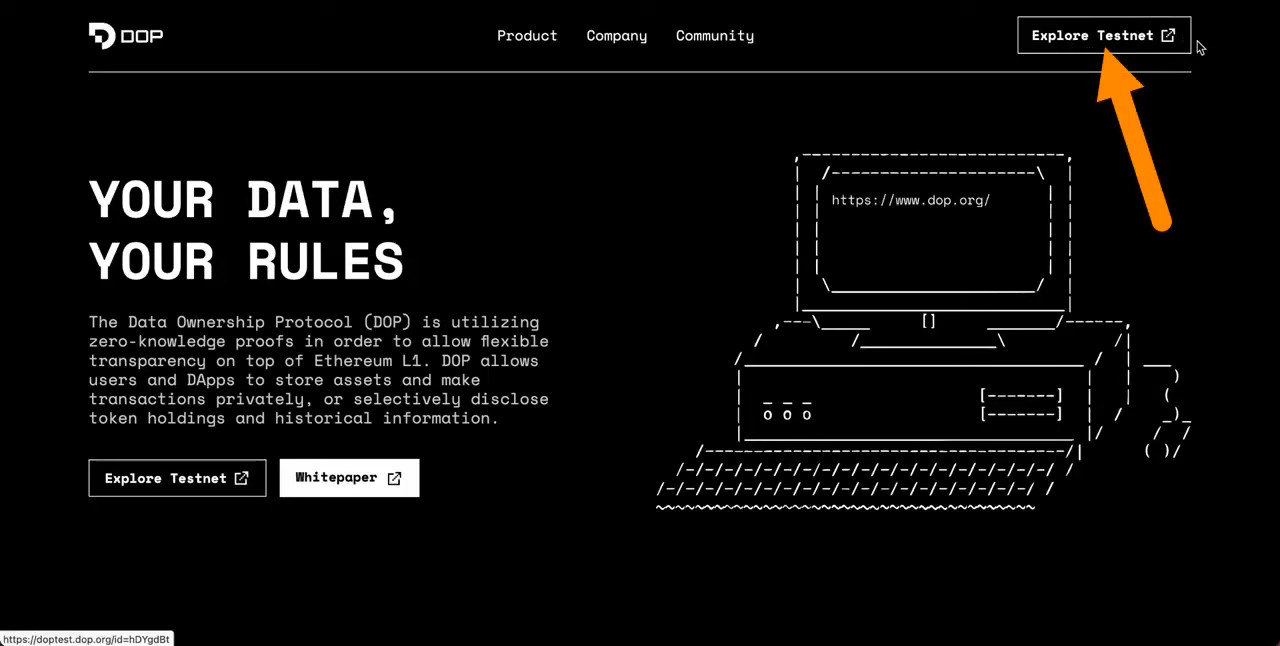 DOP
Product
Company
Community
Explore Testnet
YOUR DATA,
YOUR RULES
https://www.dop.org/
The Data Ownership Protocol (DOP) is utilizing
zero-knowledge proofs in order to allow flexible
transparency on top of Ethereum L1. DOP allows
users and DApps to store assets and make
transactions privately, or selectively disclose
token holdings and historical information.
Explore Testnet
Whitepaper
https://doptest.dop.org/id=hDYgdBt